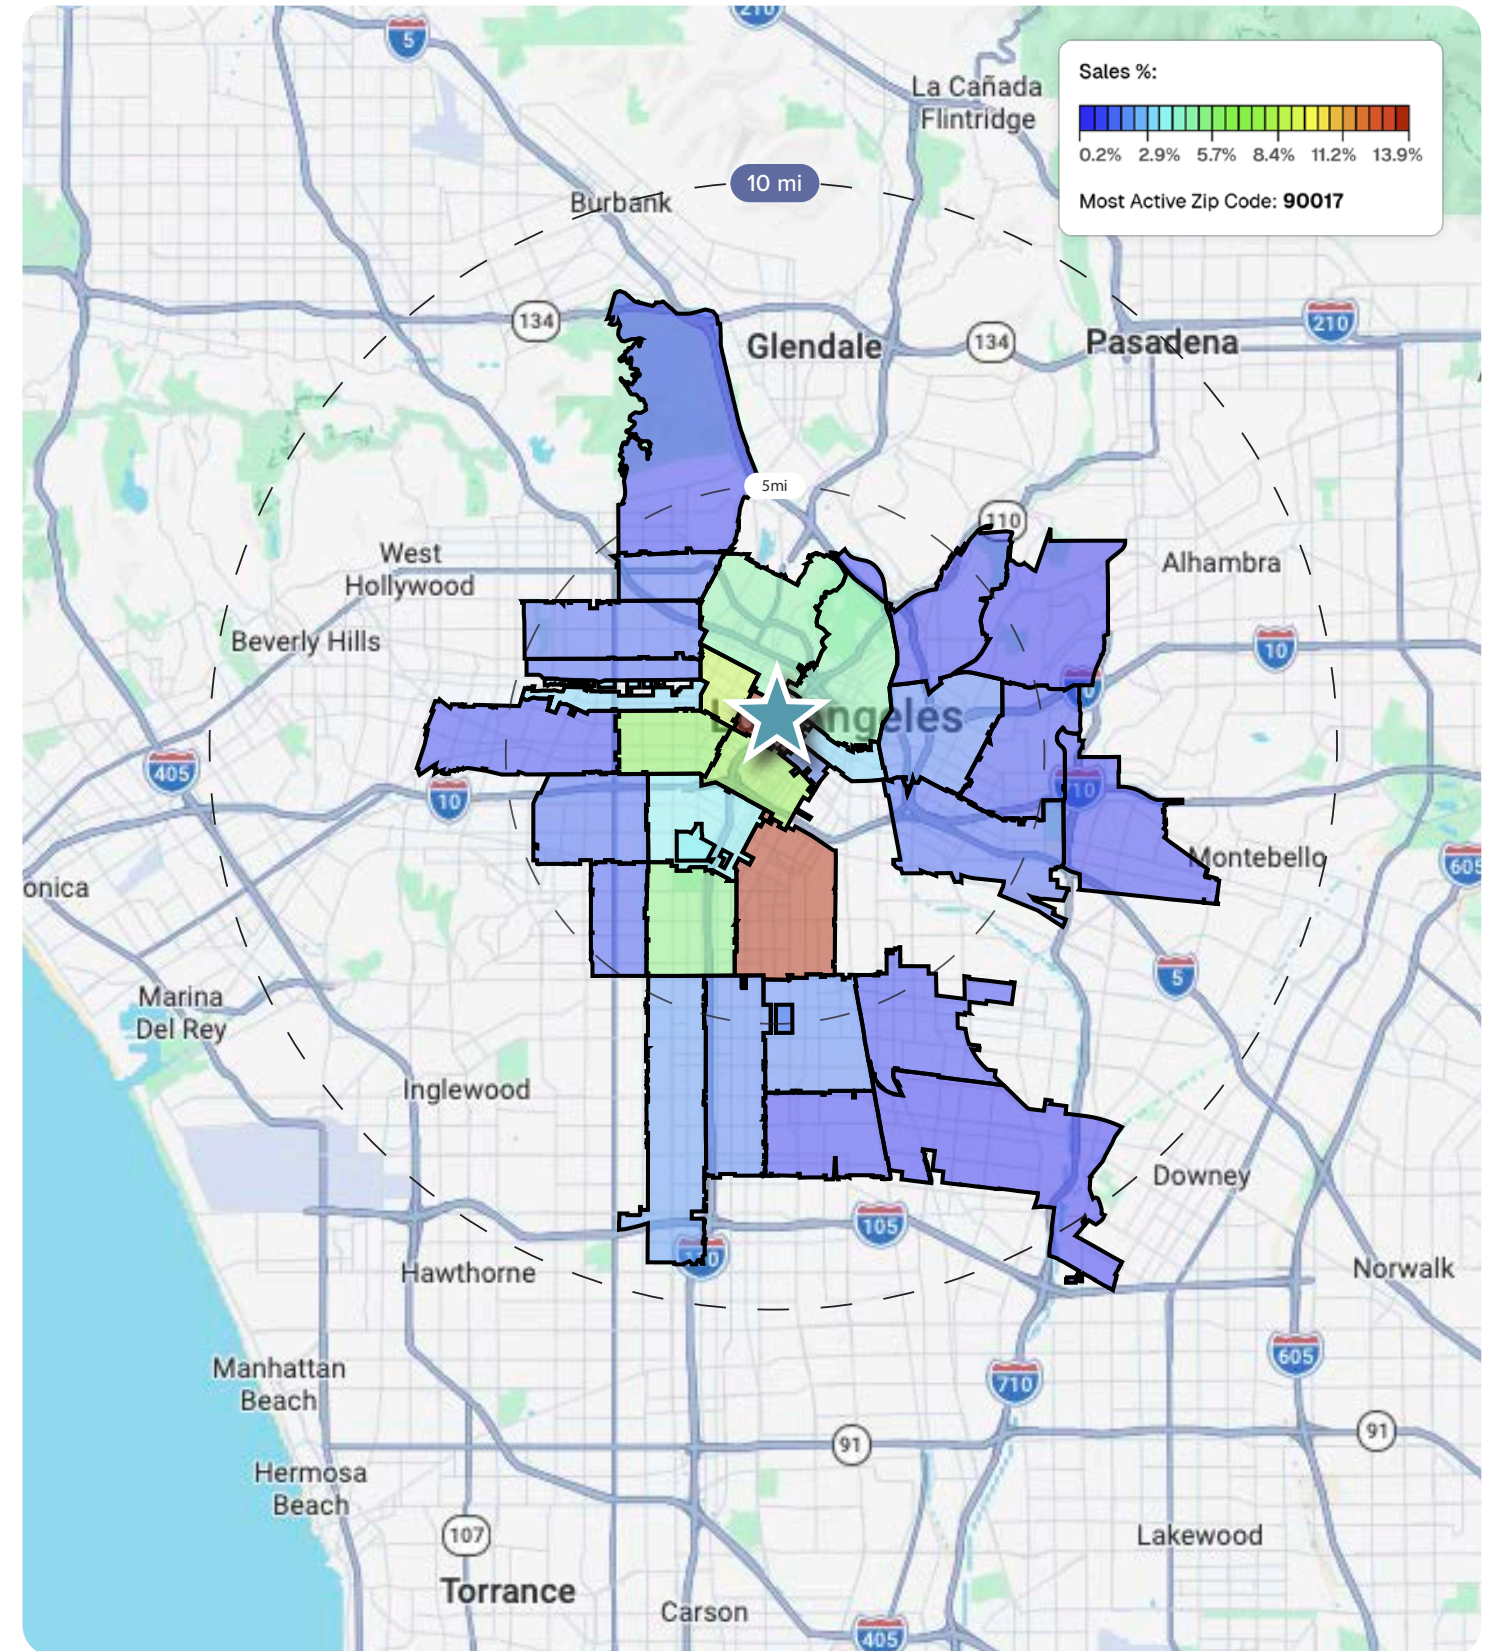 210
5
La Cañada
Flintridge
Sales %:
0.2%
2.9%
5.7%
8.4%
11.2%
13.9%
Most Active Zip Code: 90017
10 mi
Burbank
134
Glendale
134
Pasadena
210
5mi
110
West
Hollywood
Alhambra
Beverly Hills
10
405
10
710
Montebello
605
onica
Marina
Del Rey
5
Inglewood
Downey
105
Hawthorne
Norwalk
Manhattan
Beach
710
605
91
91
Hermosa
Beach
107
Lakewood
Torrance
Carson
405